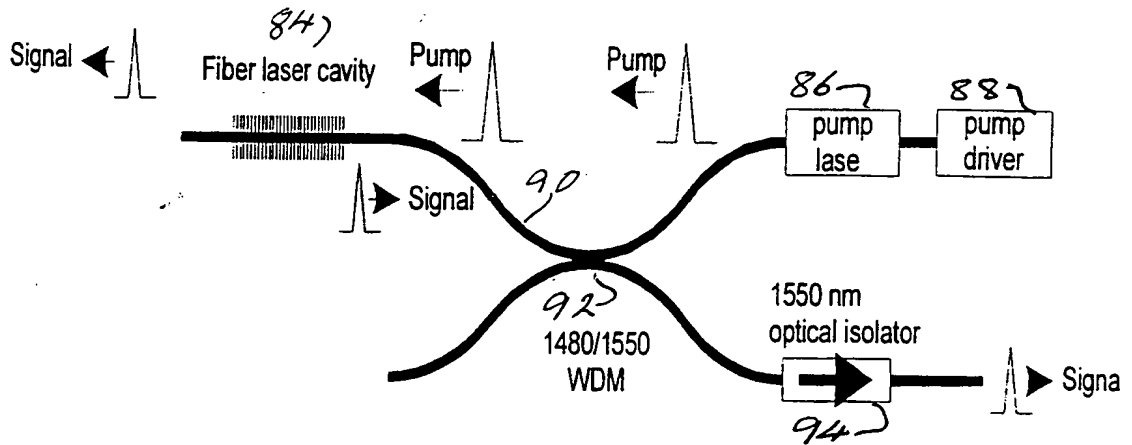 84
Signal
Fiber laser cavity
Pump
Pump
86
88
pump
lase
pump
driver
Signal
90
92
1480/1550
WDM
1550 nm
optical isolator
Signa
94